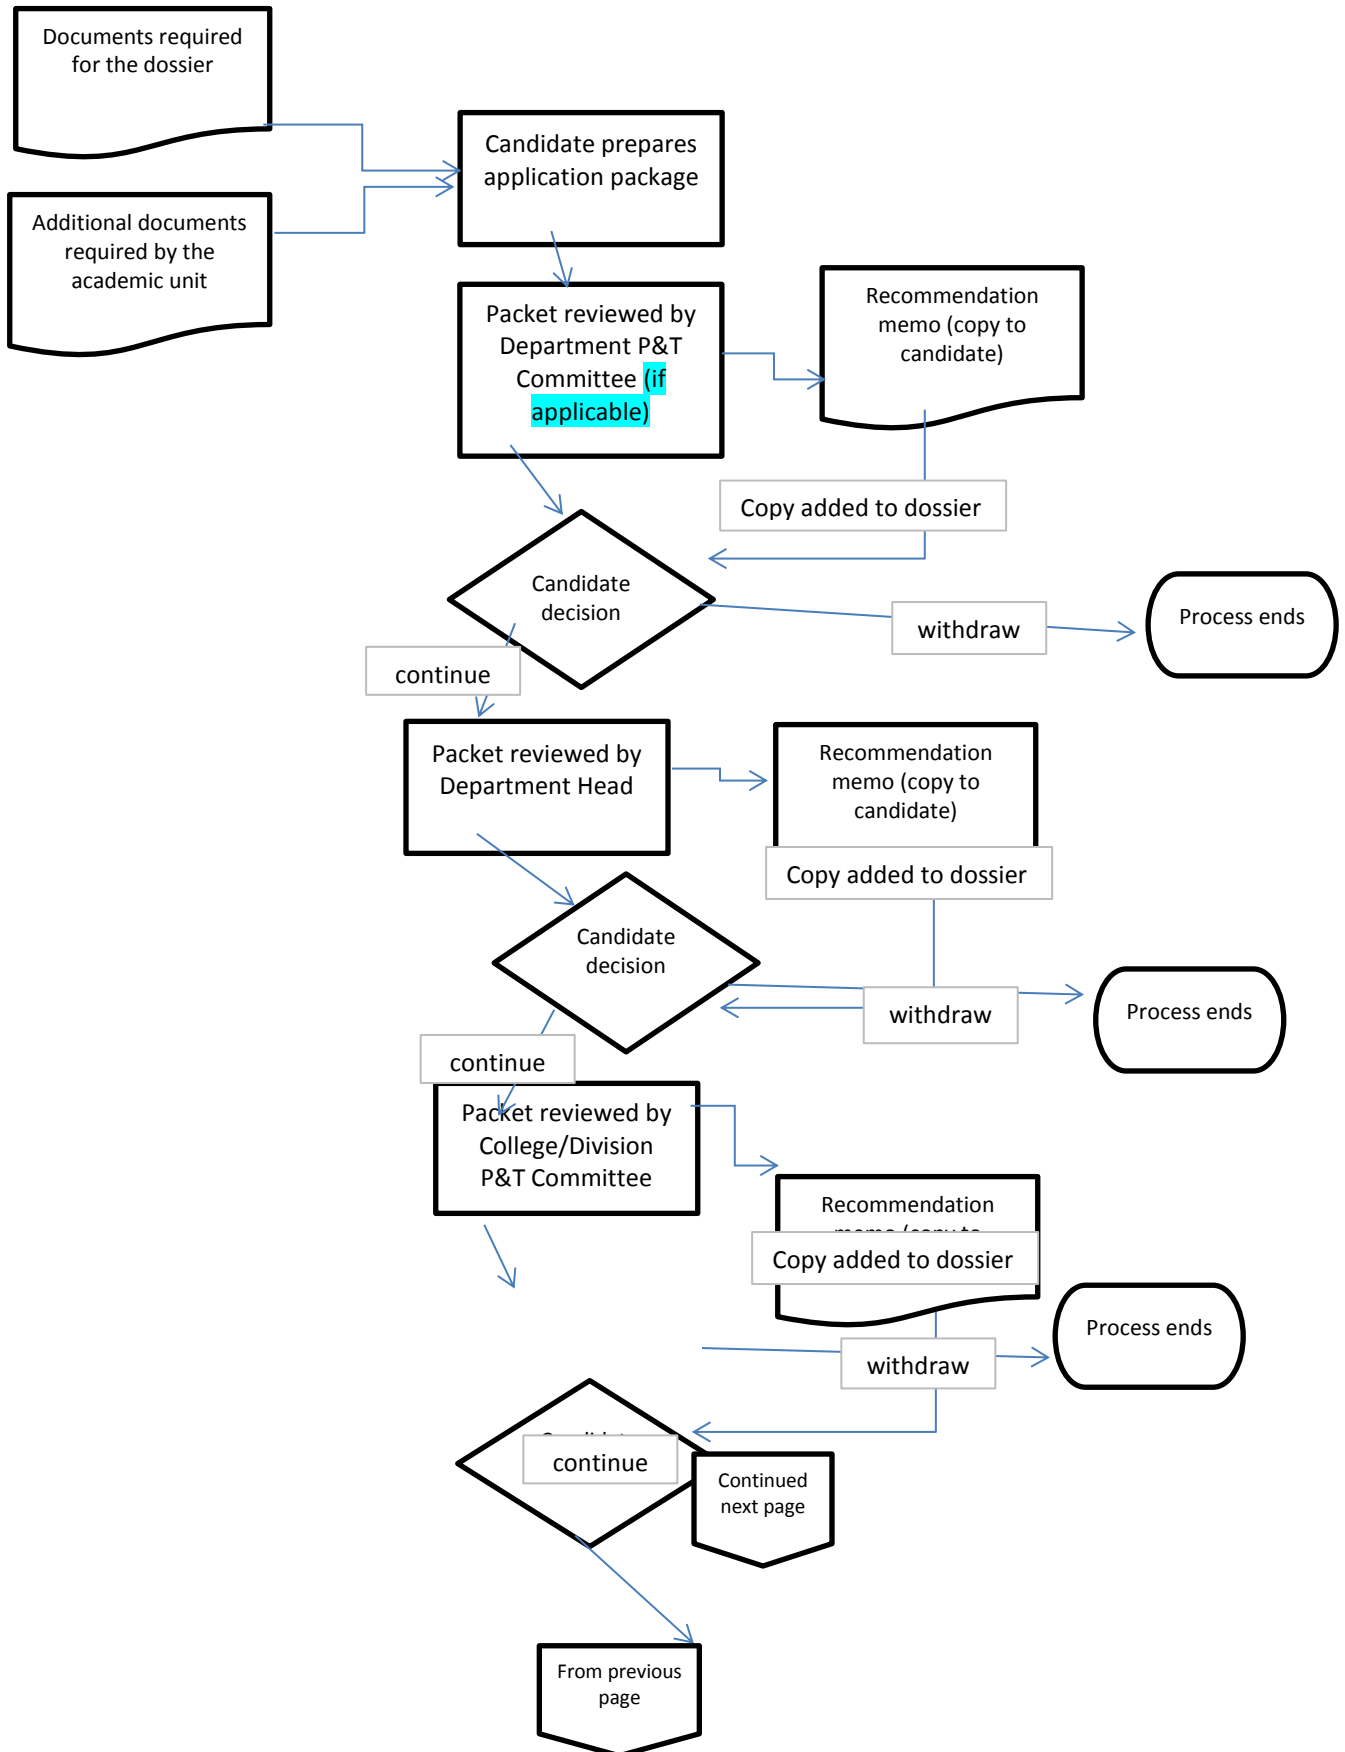 Documents required
for the dossier
Candidate prepares
application package
Additional documents
required by the
academic unit
Packet reviewed by
Department P&T
Committee (if
applicable)
Recommendation
memo (copy to
candidate)
Copy added to dossier
Candidate
decision
withdraw
Process ends
continue
Packet reviewed by
Department Head
Recommendation
memo (copy to
candidate)
Copy added to dossier
Candidate
decision
withdraw
Process ends
continue
Packet reviewed by
College/Division
P&T Committee
Recommendation
memo (copy to
Copy added to dossier
Process ends
withdraw
continue
Continued
next page
From previous
page